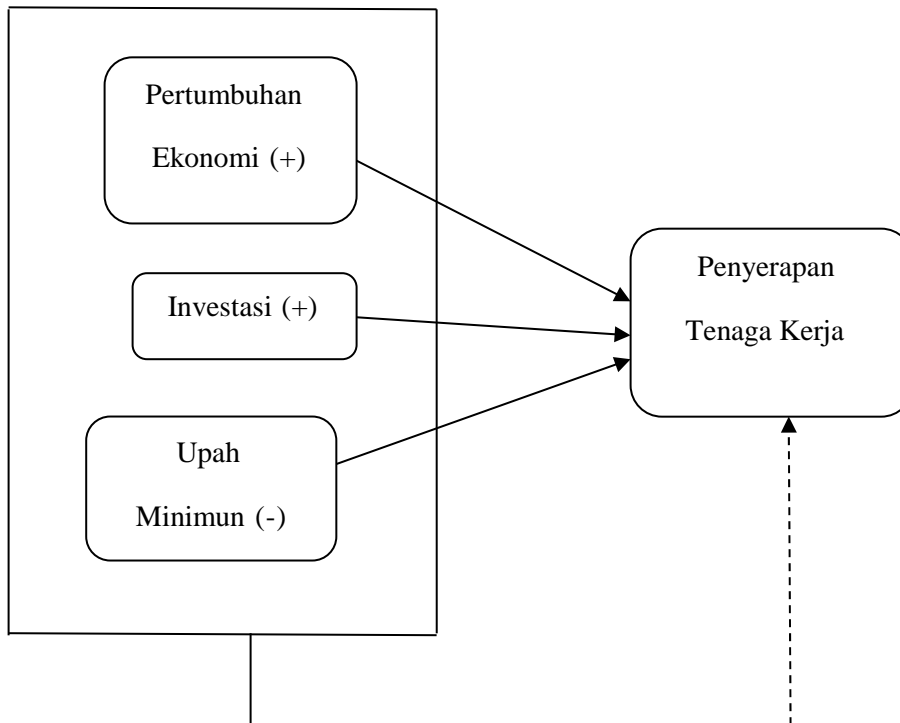 Pertumbuhan
Ekonomi (+)
Investasi (+)
Upah
Minimun (-)
Penyerapan
Tenaga Kerja